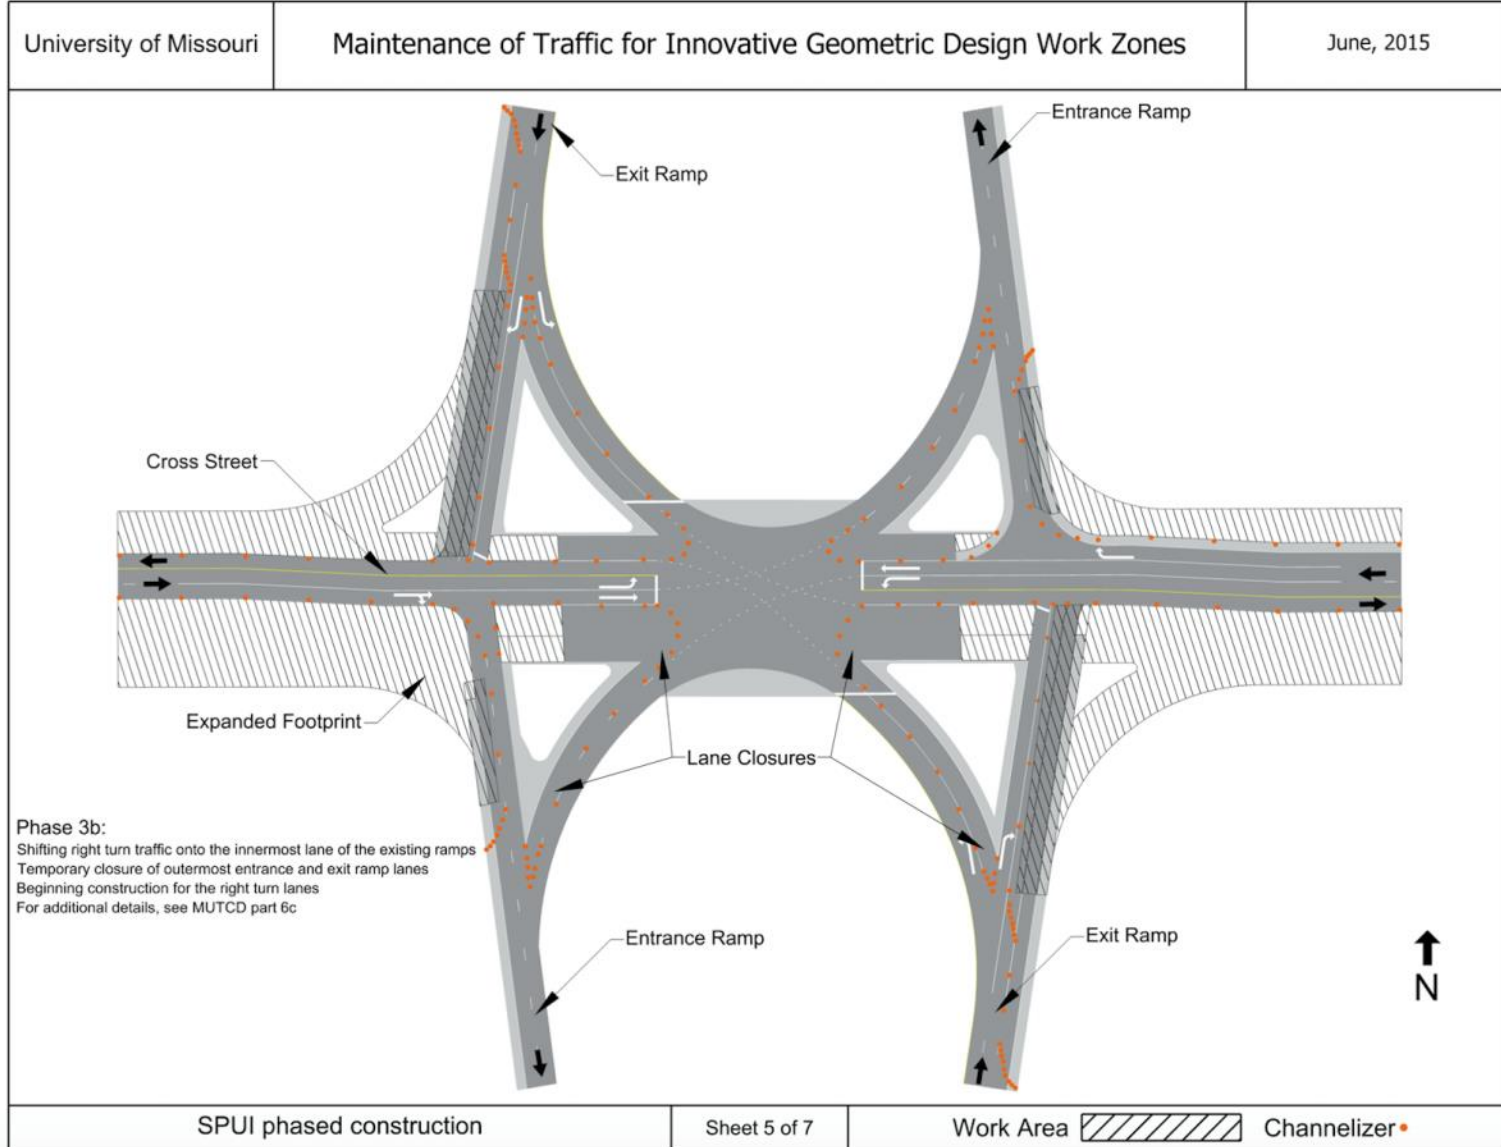 University of Missouri
Maintenance of Traffic for Innovative Geometric Design Work Zones
June, 2015
Entrance Ramp
Exit Ramp
Cross Street
Expanded Footprint
Lane Closures
Phase 3b:
Shifting right turn traffic onto the innermost lane of the existing ramps
Temporary closure of outermost entrance and exit ramp lanes
Beginning construction for the right turn lanes
For additional details, see MUTCD part 6c
Entrance Ramp
Exit Ramp
N
SPUI phased construction
Sheet 5 of 7
Work Area
Channelizer